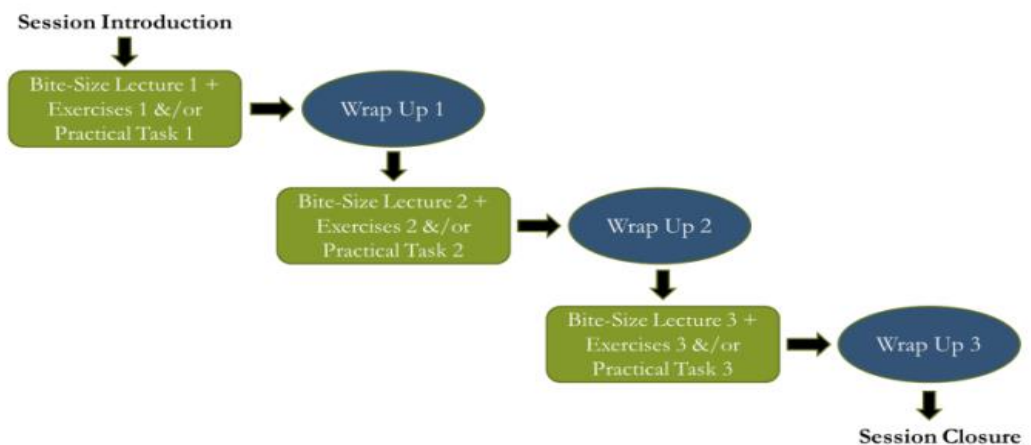 Session Introduction
Bite-Size Lecture 1 +
Exercises 1 &/or
Practical Task 1
Wrap Up 1
Bite-Size Lecture 2 +
Exercises 2 &/or
Practical Task 2
Wrap Up 2
Bite-Size Lecture 3 +
Exercises 3 &/or
Practical Task 3
Wrap Up 3
Session Closure